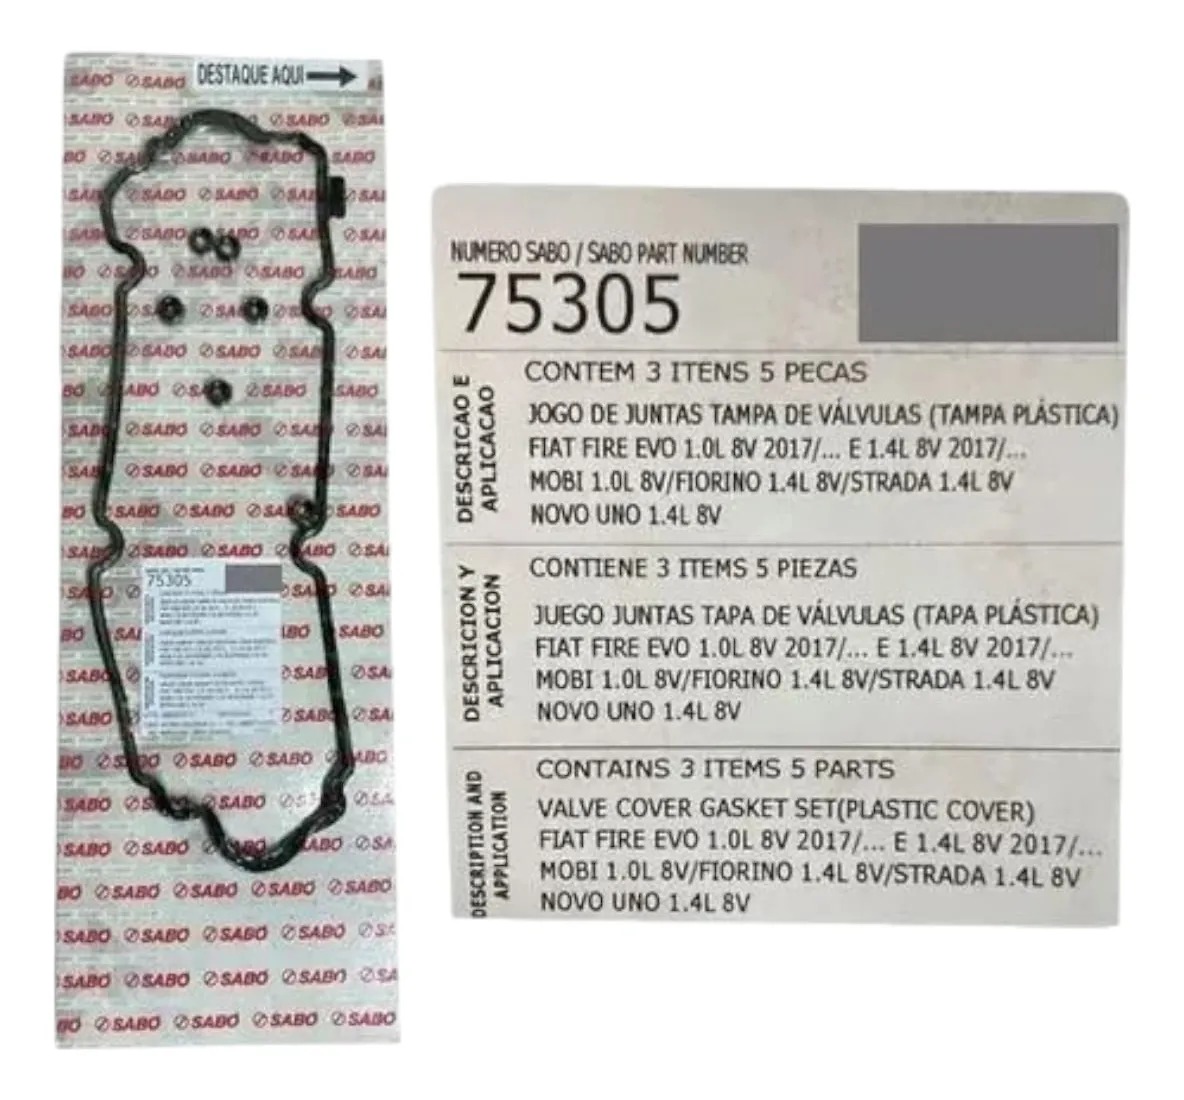 DESTAQUE AQUI
SABÓ
75305
NUMERO SABO / SABO PART NUMBER
75305
DESCRICAO E
APLICACAO
CONTEM 3 ITENS 5 PECAS
JOGO DE JUNTAS TAMPA DE VÁLVULAS (TAMPA PLÁSTICA)
FIAT FIRE EVO 1.0L 8V 2017/... E 1.4L 8V 2017/...
MOBI 1.0L 8V/FIORINO 1.4L 8V/STRADA 1.4L 8V
NOVO UNO 1.4L 8V
DESCRICION Y
APLICACION
CONTIENE 3 ITEMS 5 PIEZAS
JUEGO JUNTAS TAPA DE VÁLVULAS (TAPA PLÁSTICA)
FIAT FIRE EVO 1.0L 8V 2017/... E 1.4L 8V 2017/...
MOBI 1.0L 8V/FIORINO 1.4L 8V/STRADA 1.4L 8V
NOVO UNO 1.4L 8V
DESCRIPTION AND
APPLICATION
CONTAINS 3 ITEMS 5 PARTS
VALVE COVER GASKET SET(PLASTIC COVER)
FIAT FIRE EVO 1.0L 8V 2017/... E 1.4L 8V 2017/...
MOBI 1.0L 8V/FIORINO 1.4L 8V/STRADA 1.4L 8V
NOVO UNO 1.4L 8V